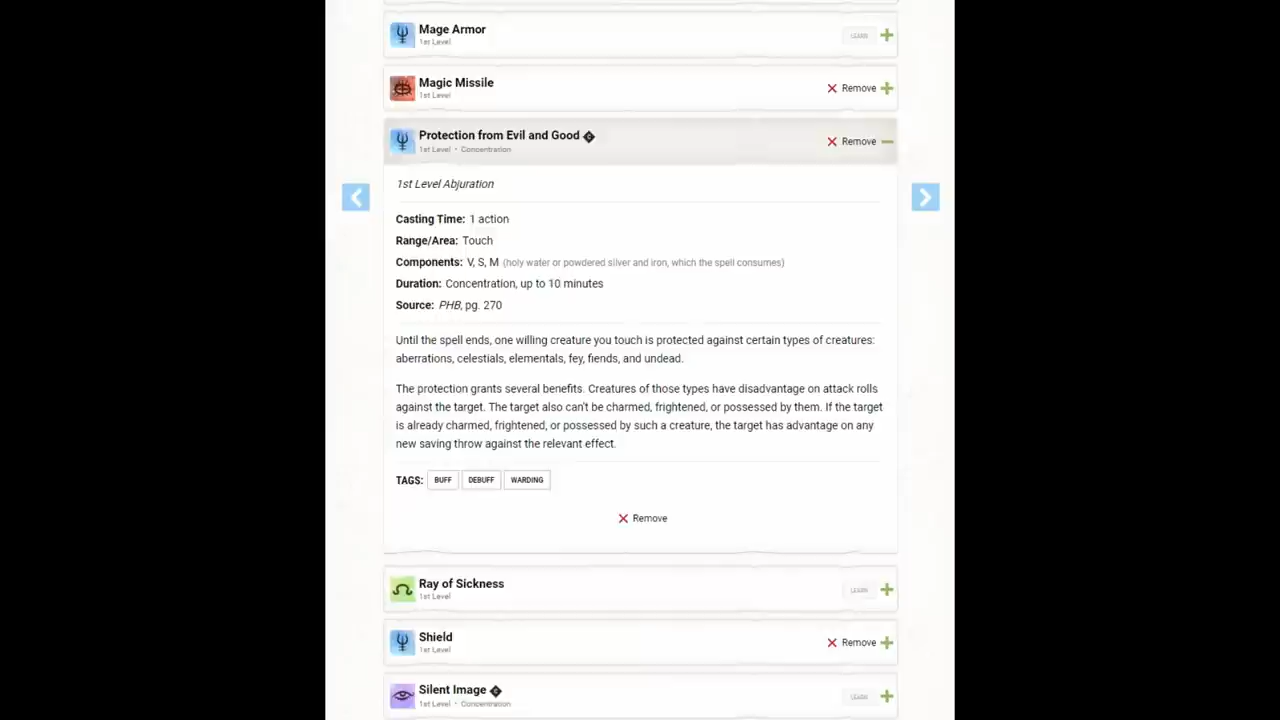 Mage Armor
1st Level
LEARN
Magic Missile
1st Level
Remove
Protection from Evil and Good
1st Level • Concentration
Remove
1st Level Abjuration
Casting Time: 1 action
Range/Area: Touch
Components: V, S, M (holy water or powdered silver and iron, which the spell consumes)
Duration: Concentration, up to 10 minutes
Source: PHB, pg. 270
Until the spell ends, one willing creature you touch is protected against certain types of creatures:
aberrations, celestials, elementals, fey, fiends, and undead.
The protection grants several benefits. Creatures of those types have disadvantage on attack rolls
against the target. The target also can't be charmed, frightened, or possessed by them. If the target
is already charmed, frightened, or possessed by such a creature, the target has advantage on any
new saving throw against the relevant effect.
TAGS: BUFF DEBUFF WARDING
Remove
Ray of Sickness
1st Level
LEARN
Shield
1st Level
Remove
Silent Image
1st Level • Concentration
LEARN